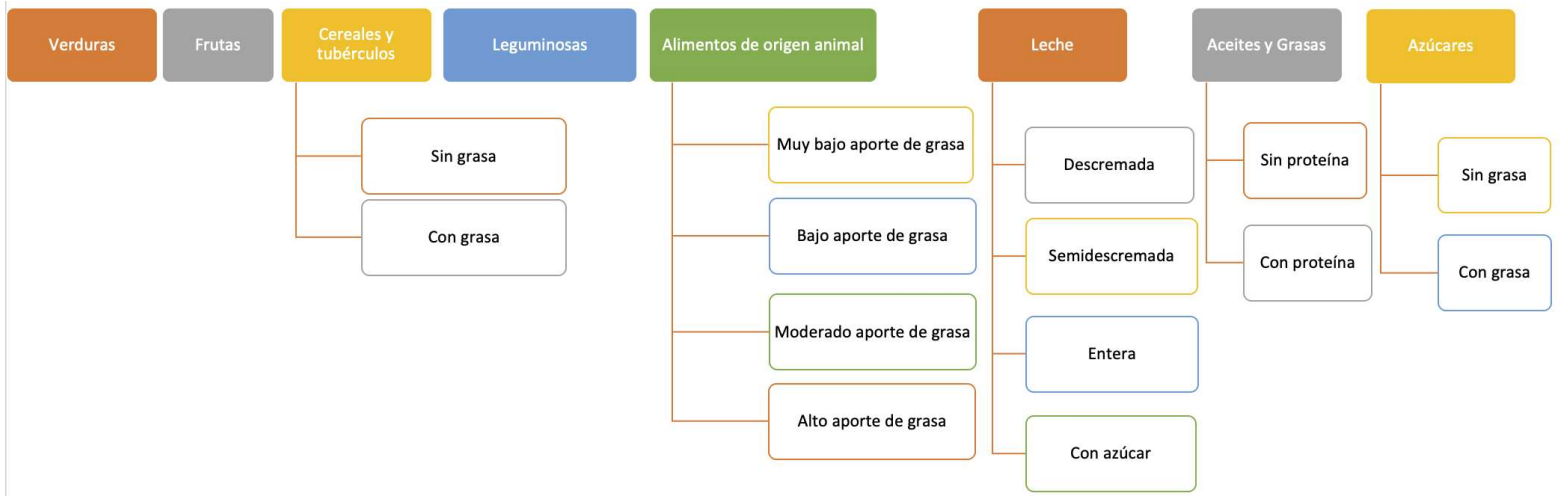 Verduras
Frutas
Cereales y
tubérculos
Leguminosas
Alimentos de origen animal
Leche
Aceites y Grasas
Azúcares
Sin grasa
Con grasa
Muy bajo aporte de grasa
Bajo aporte de grasa
Moderado aporte de grasa
Alto aporte de grasa
Descremada
Semidescremada
Entera
Con azúcar
Sin proteína
Con proteína
Sin grasa
Con grasa